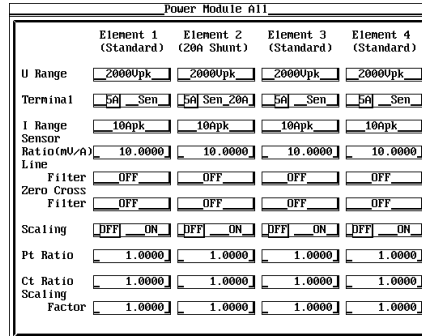 Power Module All
Element 1 Element 2 Element 3 Element 4
(Standard) (20A Shunt) (Standard) (Standard)
U Range 2000Vpk 2000Vpk 2000Vpk 2000Vpk
Terminal 5A Sen 5A Sen 20A 5A Sen 5A Sen
I Range 10Apk 10Apk 10Apk 10Apk
Sensor
Ratio(mV/A) 10.0000 10.0000 10.0000 10.0000
Line
Filter OFF OFF OFF OFF
Zero Cross
Filter OFF OFF OFF OFF
Scaling OFF ON OFF ON OFF ON OFF ON
Pt Ratio 1.0000 1.0000 1.0000 1.0000
Ct Ratio 1.0000 1.0000 1.0000 1.0000
Scaling
Factor 1.0000 1.0000 1.0000 1.0000